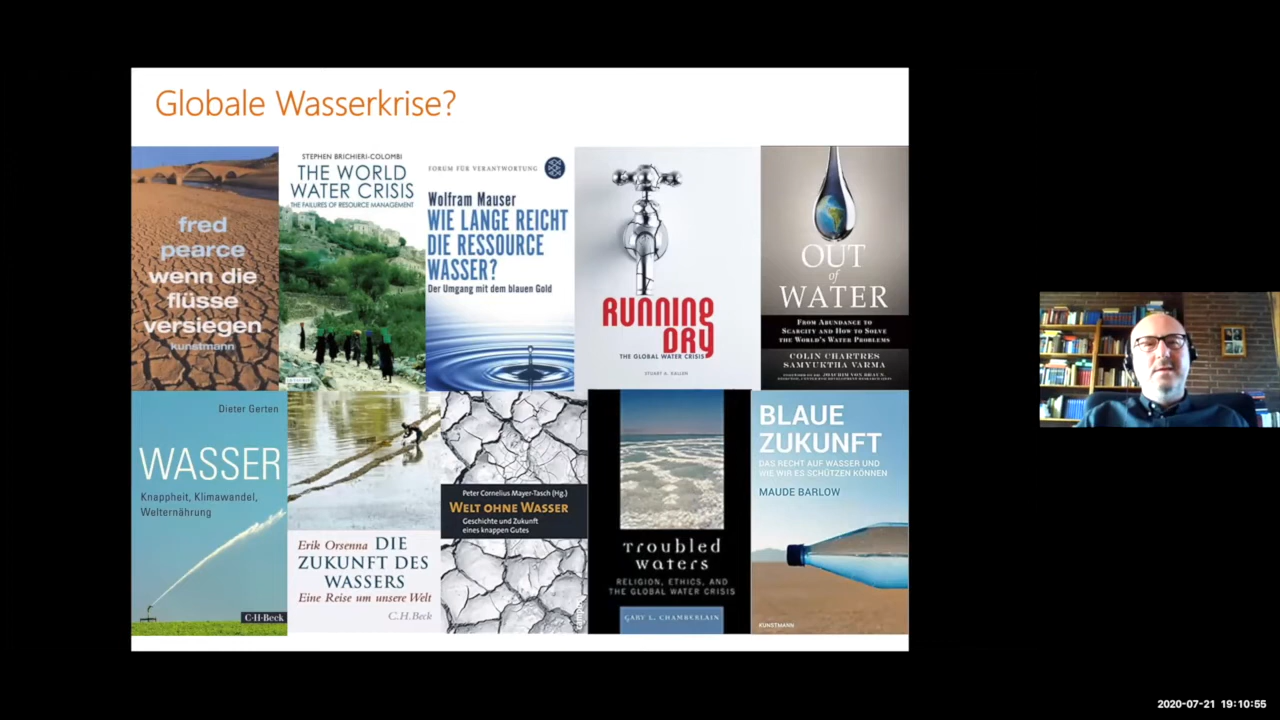 Globale Wasserkrise?
fred
pearce
wenn die
flüsse
versiegen
kunstmann
STEPHEN BRICHIERI-COLOMBI
THE WORLD
WATER CRISIS
THE FAILURES OF RESOURCE MANAGEMENT
FORUM FÜR VERANTWORTUNG
Wolfram Mauser
WIE LANGE REICHT
DIE RESSOURCE
WASSER?
Der Umgang mit dem blauen Gold
RUNNING
DRY
THE GLOBAL WATER CRISIS
STUART A. KALLEN
OUT
of
WATER
FROM ABUNDANCE TO
SCARCITY AND HOW TO SOLVE
THE WORLD'S WATER PROBLEMS
COLIN CHARTRES
SAMYUKTHA VARMA
Dieter Gerten
WASSER
Knappheit, Klimawandel,
Welternährung
C·H·Beck
Erik Orsenna DIE
ZUKUNFT DES
WASSERS
Eine Reise um unsere Welt
C.H.Beck
Peter Cornelius Mayer-Tasch (Hg.)
WELT OHNE WASSER
Geschichte und Zukunft
eines knappen Gutes
troubled
waters
RELIGION, ETHICS, AND
THE GLOBAL WATER CRISIS
GARY L. CHAMBERLAIN
BLAUE
ZUKUNFT
DAS RECHT AUF WASSER UND
WIE WIR ES SCHÜTZEN KÖNNEN
MAUDE BARLOW
KUNSTMANN
2020-07-21 19:10:55